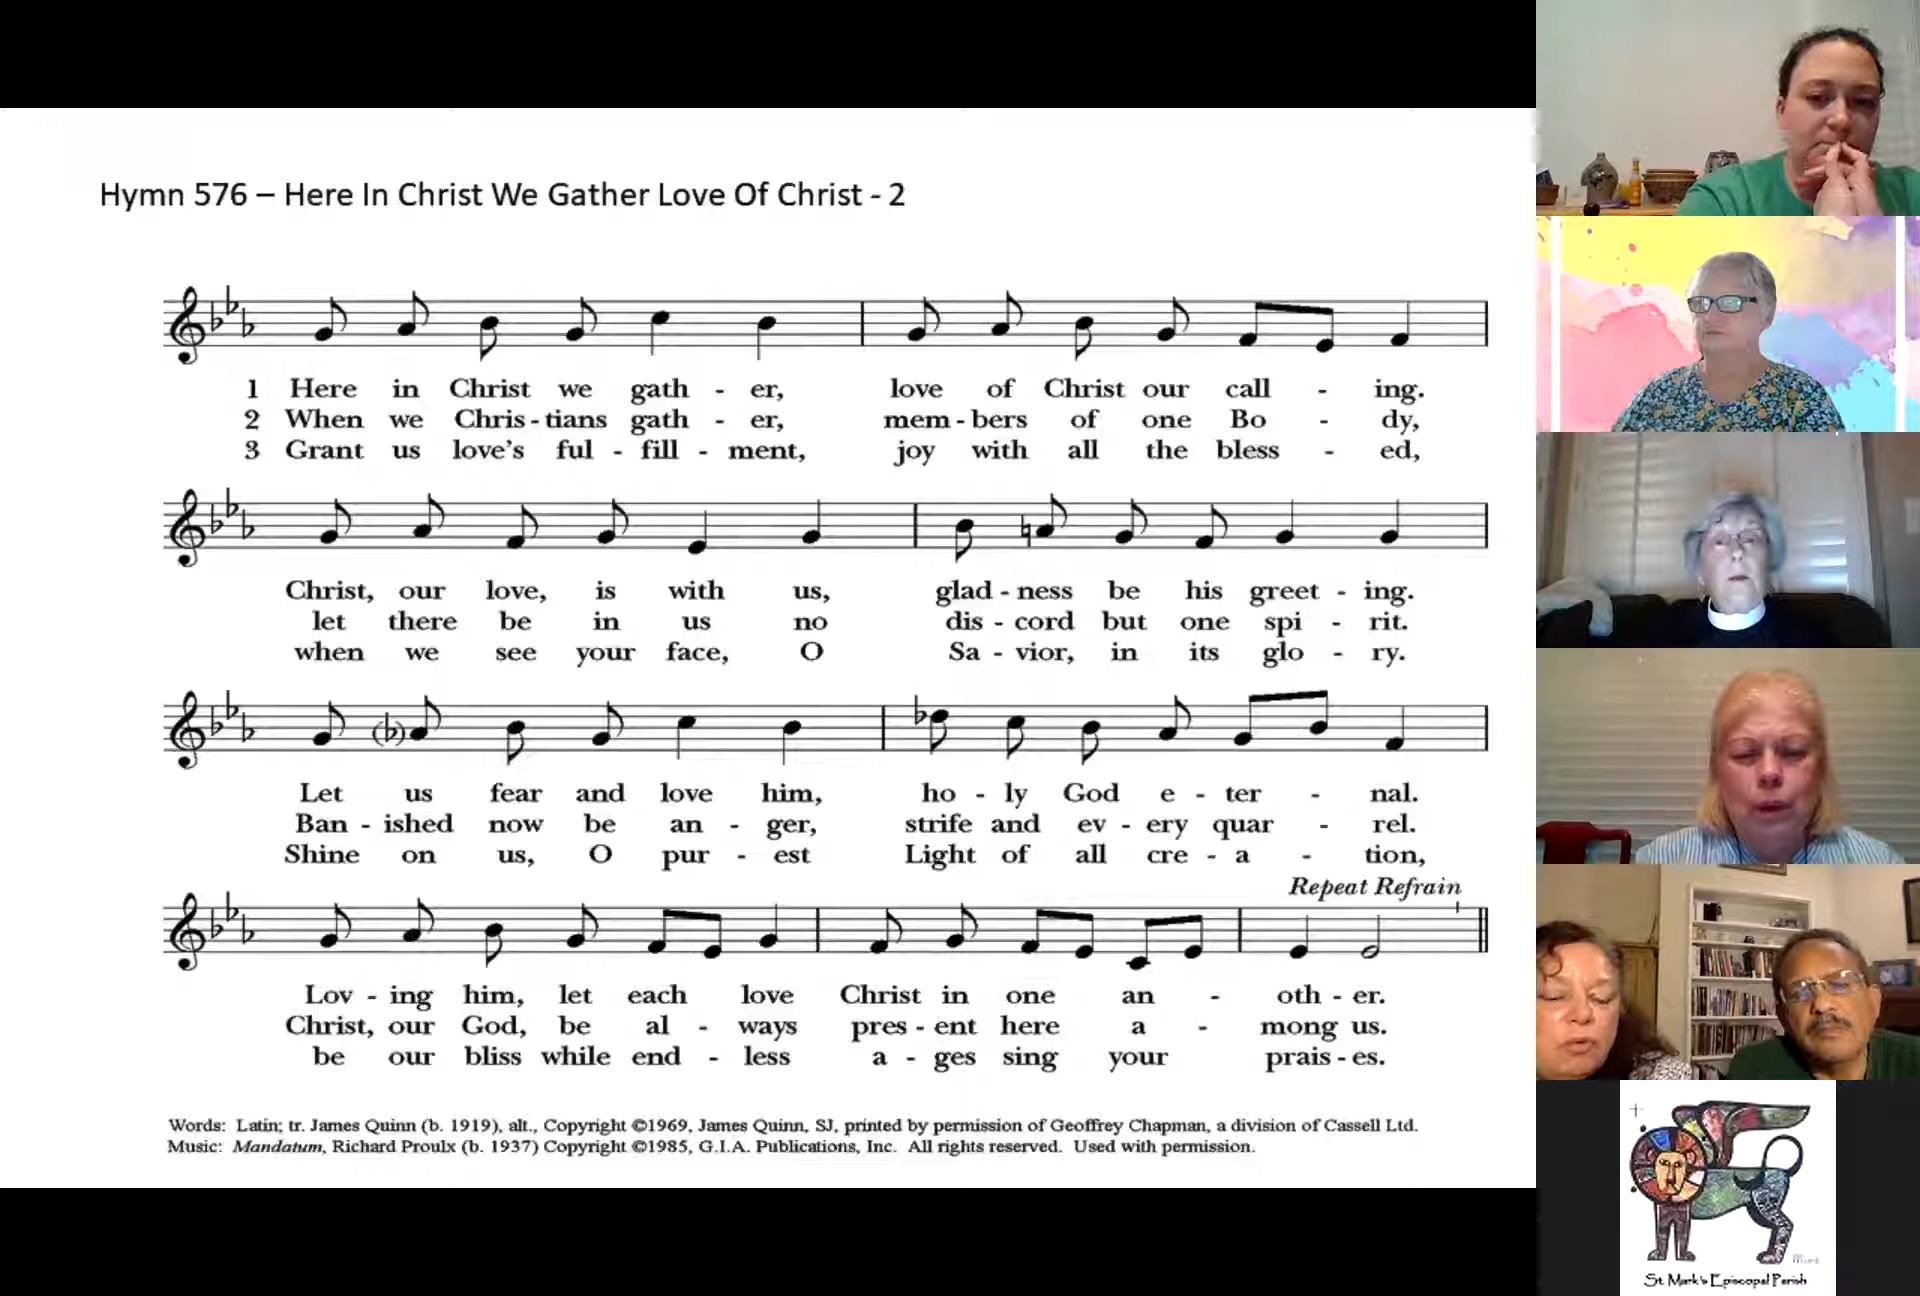 Hymn 576 – Here In Christ We Gather Love Of Christ - 2
1 Here in Christ we gath - er, love of Christ our call - ing.
2 When we Chris - tians gath - er, mem - bers of one Bo - dy,
3 Grant us love's ful - fill - ment, joy with all the bless - ed,
Christ, our love, is with us, glad - ness be his greet - ing.
let there be in us no dis - cord but one spi - rit.
when we see your face, O Sa - vior, in its glo - ry.
Let us fear and love him, ho - ly God e - ter - nal.
Ban - ished now be an - ger, strife and ev - ery quar - rel.
Shine on us, O pur - est Light of all cre - a - tion,
Repeat Refrain
Lov - ing him, let each love Christ in one an - oth - er.
Christ, our God, be al - ways pres - ent here a - mong us.
be our bliss while end - less a - ges sing your prais - es.
Words: Latin; tr. James Quinn (b. 1919), alt., Copyright ©1969, James Quinn, SJ, printed by permission of Geoffrey Chapman, a division of Cassell Ltd.
Music: Mandatum, Richard Proulx (b. 1937) Copyright ©1985, G.I.A. Publications, Inc. All rights reserved. Used with permission.
St. Mark's Episcopal Parish